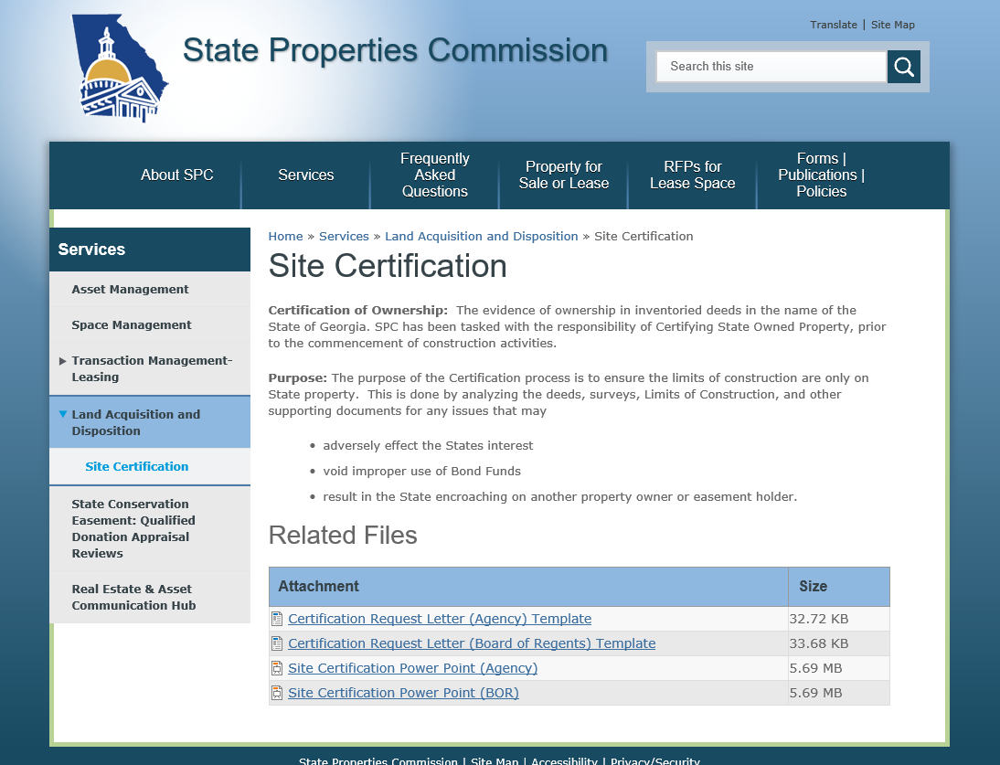 Translate | Site Map
State Properties Commission
Search this site
About SPC
Services
Frequently
Asked
Questions
Property for
Sale or Lease
RFPs for
Lease Space
Forms |
Publications |
Policies
Services
Asset Management
Space Management
Transaction Management-
Leasing
Land Acquisition and
Disposition
Site Certification
State Conservation
Easement: Qualified
Donation Appraisal
Reviews
Real Estate & Asset
Communication Hub
Home » Services » Land Acquisition and Disposition » Site Certification
Site Certification
Certification of Ownership:  The evidence of ownership in inventoried deeds in the name of the
State of Georgia. SPC has been tasked with the responsibility of Certifying State Owned Property, prior
to the commencement of construction activities.
Purpose: The purpose of the Certification process is to ensure the limits of construction are only on
State property.  This is done by analyzing the deeds, surveys, Limits of Construction, and other
supporting documents for any issues that may
• adversely effect the States interest
• void improper use of Bond Funds
• result in the State encroaching on another property owner or easement holder.
Related Files
Attachment Size
Certification Request Letter (Agency) Template 32.72 KB
Certification Request Letter (Board of Regents) Template 33.68 KB
Site Certification Power Point (Agency) 5.69 MB
Site Certification Power Point (BOR) 5.69 MB
State Properties Commission | Site Map | Accessibility | Privacy/Security